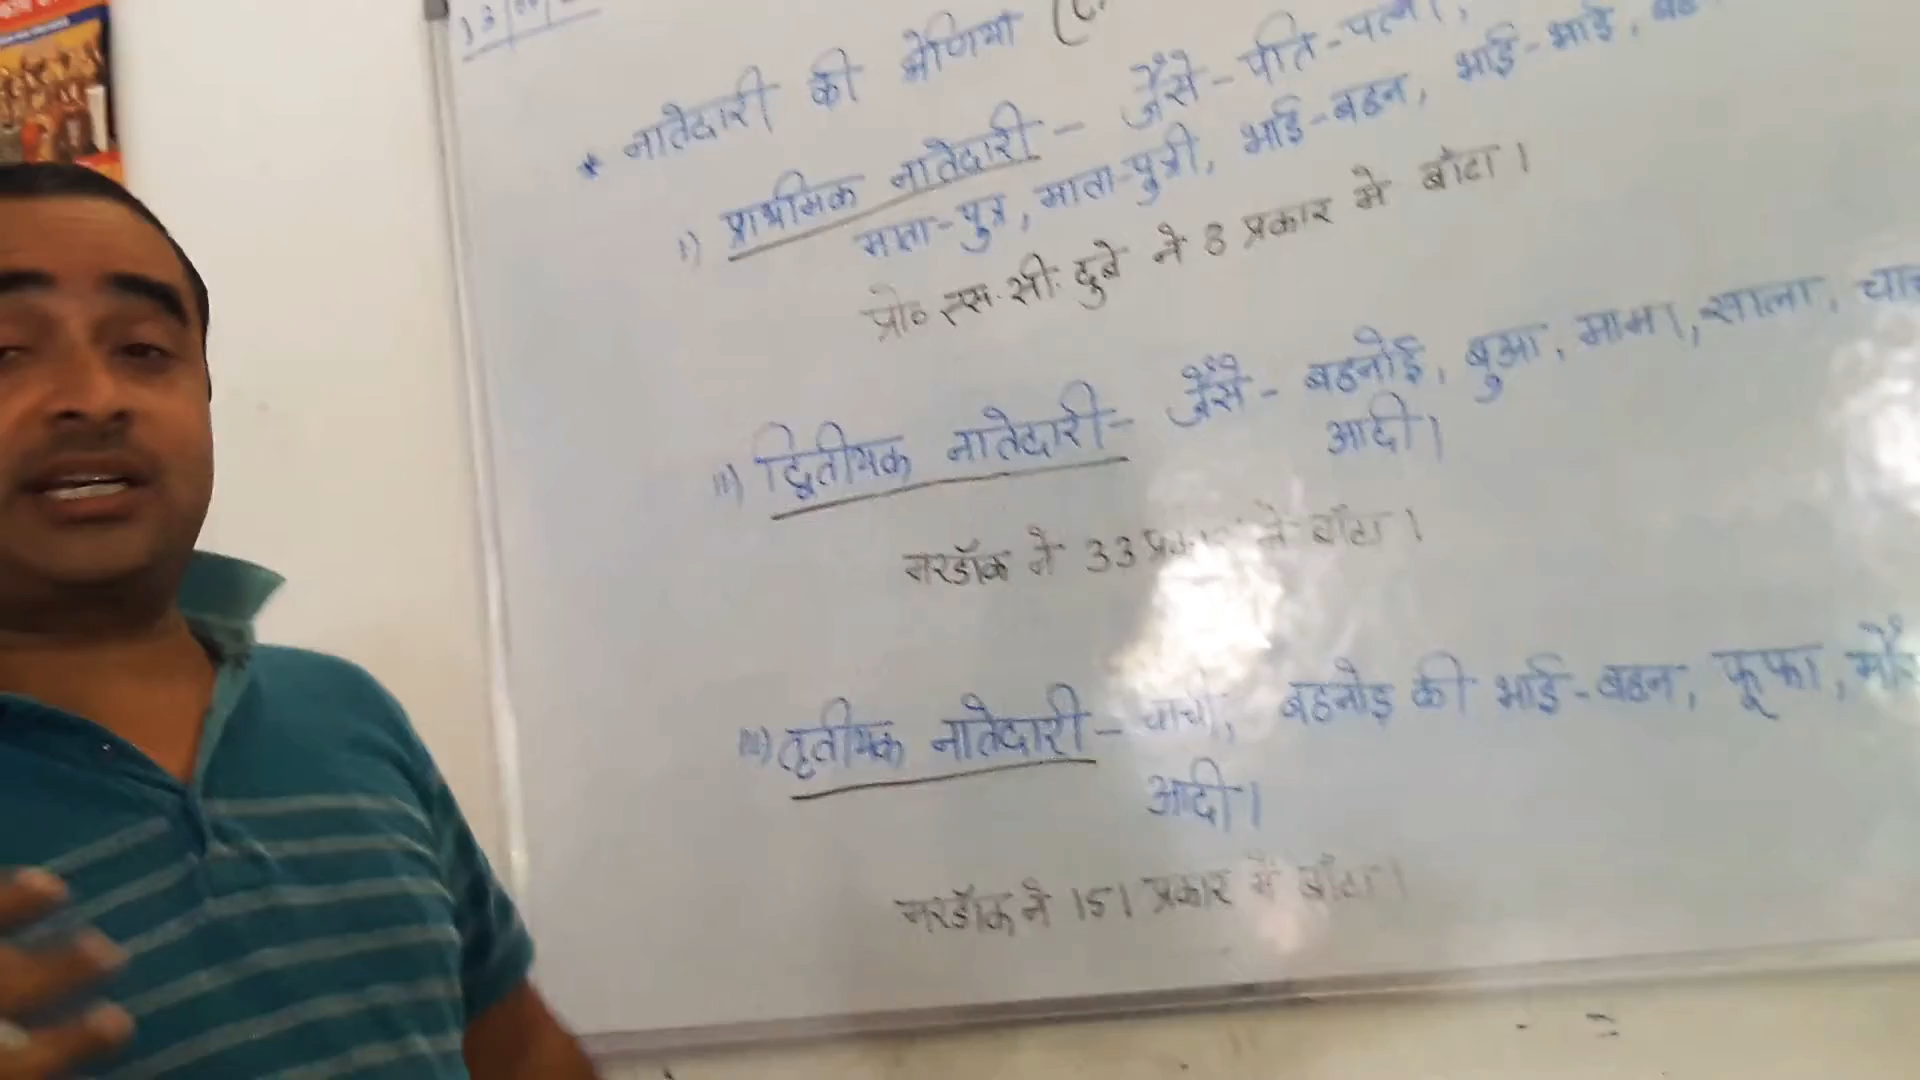 * नातेदारी की श्रेणियाँ
i) प्राथमिक नातेदारी - जैसे - पति-पत्नी,
माता-पुत्र, माता-पुत्री, भाई-बहन, भाई-भाई,
प्रो० एस.सी. दुबे ने 8 प्रकार में बाँटा।
ii) द्वितीयक नातेदारी - जैसे - बहनोई, बुआ, मामा, साला,
आदी।
मरडॉक ने 33 प्रकार में बाँटा।
iii) तृतीयक नातेदारी - चाची, बहनोइ की भाई-बहन, फूफा,
आदी।
मरडॉक ने 151 प्रकार में बाँटा।